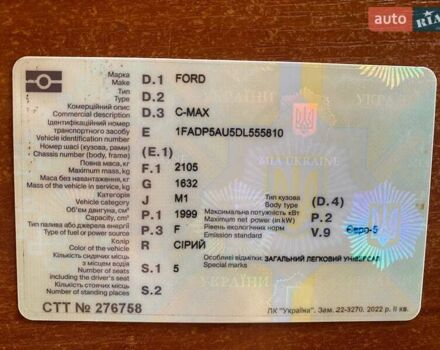 auto RIA
Марка
Make
D.1 FORD
Тип
Type
D.2
Комерційний опис
Commercial description
D.3 C-MAX
Ідентифікаційний номер
транспортного засобу
Vehicle identification number
E 1FADP5AU5DL555810
Номер шасі (кузова, рами)
Chassis number (body, frame)
(E.1)
MIA UKRAINE
Повна маса, кг
Maximum mass, kg
F.1 2105
Маса без навантаження, кг
Mass of the vehicle in service, kg
G 1632
Категорія
Vehicle category
J M1
Тип кузова
Body type
(D.4)
Об'єм двигуна, см³
Capacity, cm³
P.1 1999
Максимальна потужність, кВт
Maximum net power (in kW)
P.2
Тип палива або джерела енергії
Type of fuel or power source
P.3 F
Рівень екологічних норм
Emission standard
V.9 Євро-5
Колір
Color of the vehicle
R СІРИЙ
Кількість сидячих місць
з місцем водія
Number of seats
including the driver's seat
S.1 5
Особливі відмітки:
Special marks
ЗАГАЛЬНИЙ ЛЕГКОВИЙ УНІВЕРСАЛ
Кількість стоячих місць
Number of standing places
S.2
СТТ № 276758
ПК "Україна". Зам. 22-3270. 2022 р. II кв.